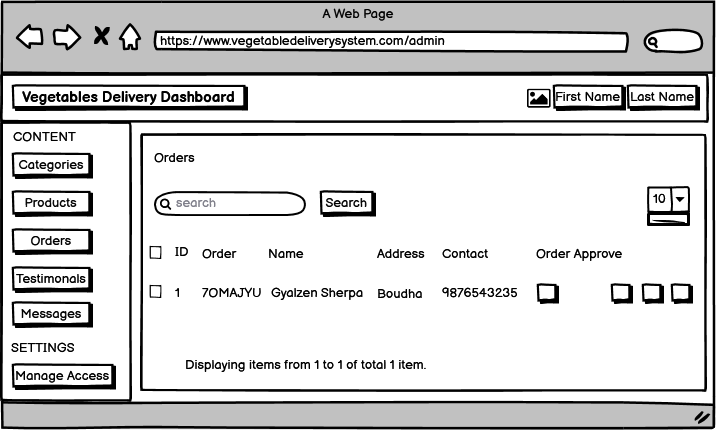 A Web Page
https://www.vegetabledeliverysystem.com/admin
Vegetables Delivery Dashboard
First Name
Last Name
CONTENT
Categories
Products
Orders
Testimonals
Messages
SETTINGS
Manage Access
Orders
search
Search
10
ID Order Name Address Contact Order Approve
1 7OMAJYU Gyalzen Sherpa Boudha 9876543235
Displaying items from 1 to 1 of total 1 item.